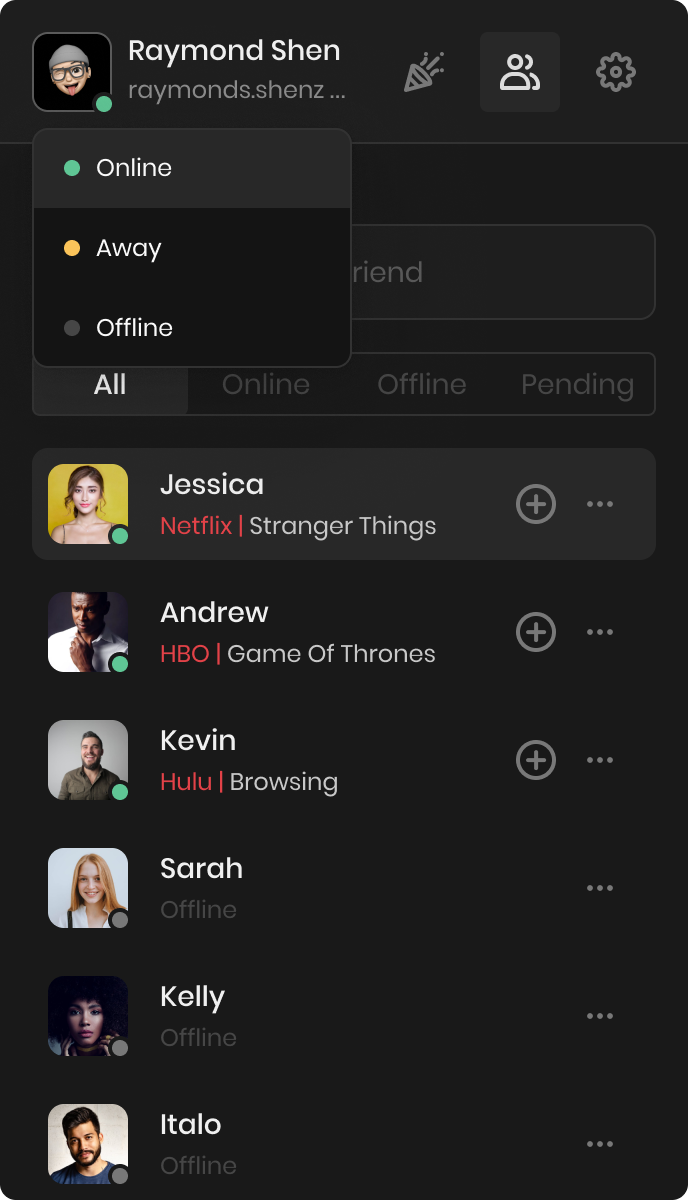 Raymond Shen
raymonds.shenz ...
Online
Away
Offline
riend
All
Online
Offline
Pending
Jessica
Netflix | Stranger Things
Andrew
HBO | Game Of Thrones
Kevin
Hulu | Browsing
Sarah
Offline
Kelly
Offline
Italo
Offline